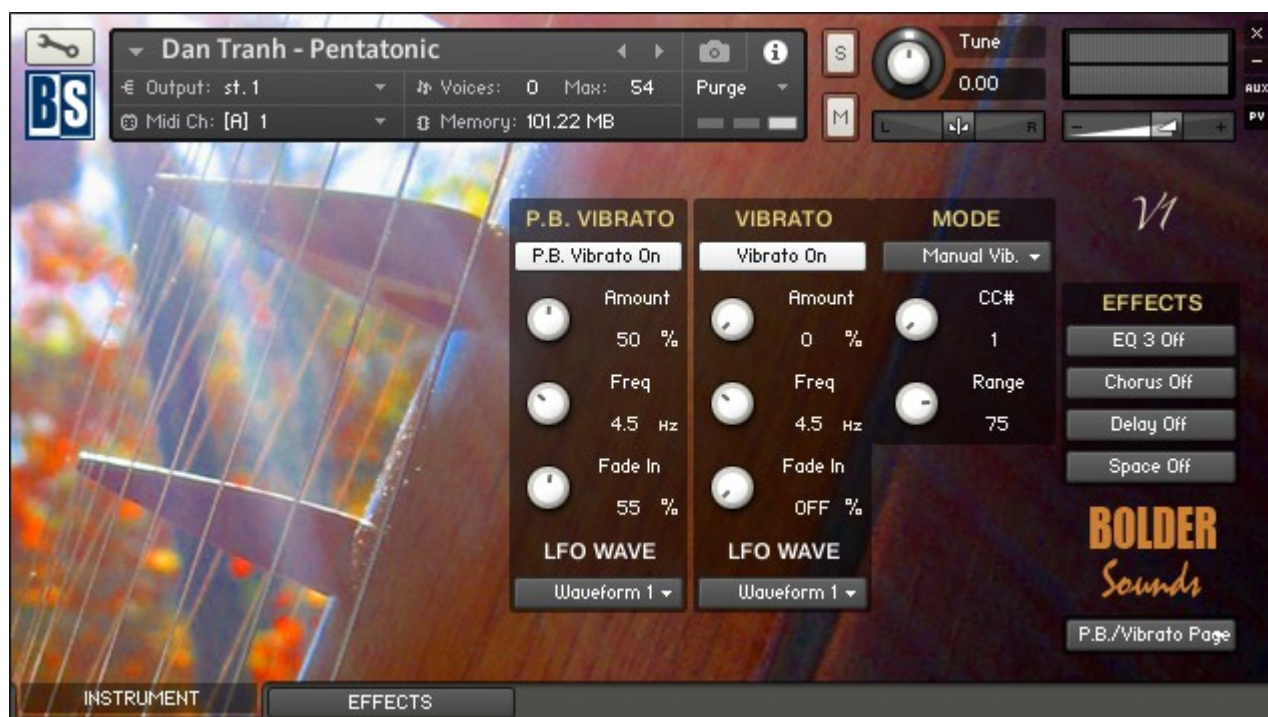 Dan Tranh - Pentatonic
Output: st. 1
Voices: 0 Max: 54
Purge
Midi Ch: [A] 1
Memory: 101.22 MB
BS
S
M
Tune
0.00
L
R
-
+
X
-
AUX
PV
V1
P.B. VIBRATO
P.B. Vibrato On
Amount
50 %
Freq
4.5 Hz
Fade In
55 %
LFO WAVE
Waveform 1
VIBRATO
Vibrato On
Amount
0 %
Freq
4.5 Hz
Fade In
OFF %
LFO WAVE
Waveform 1
MODE
Manual Vib.
CC#
1
Range
75
EFFECTS
EQ 3 Off
Chorus Off
Delay Off
Space Off
BOLDER
Sounds
P.B./Vibrato Page
INSTRUMENT
EFFECTS